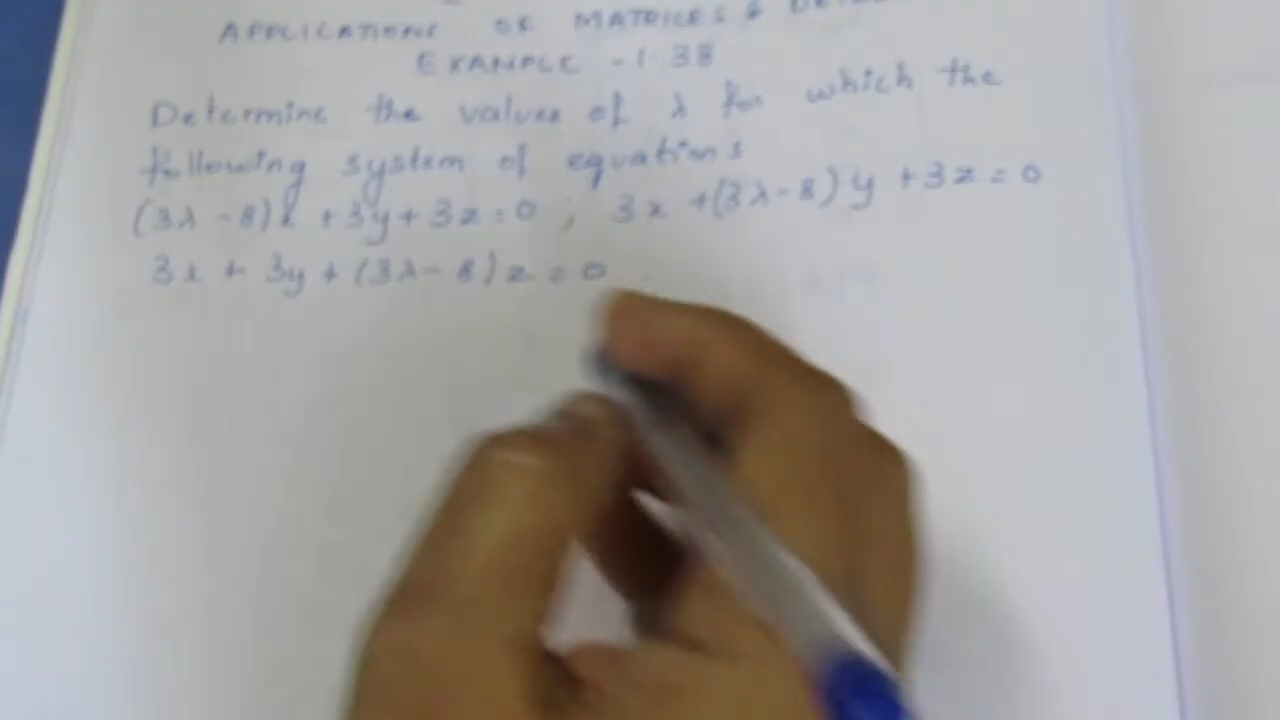 APPLICATIONS OF MATRICES &
EXAMPLE - 1.38
Determine the values of λ for which the
following system of equations
(3λ - 8)x + 3y + 3z = 0 ; 3x + (3λ - 8) y + 3z = 0
3x + 3y + (3λ - 8) z = 0